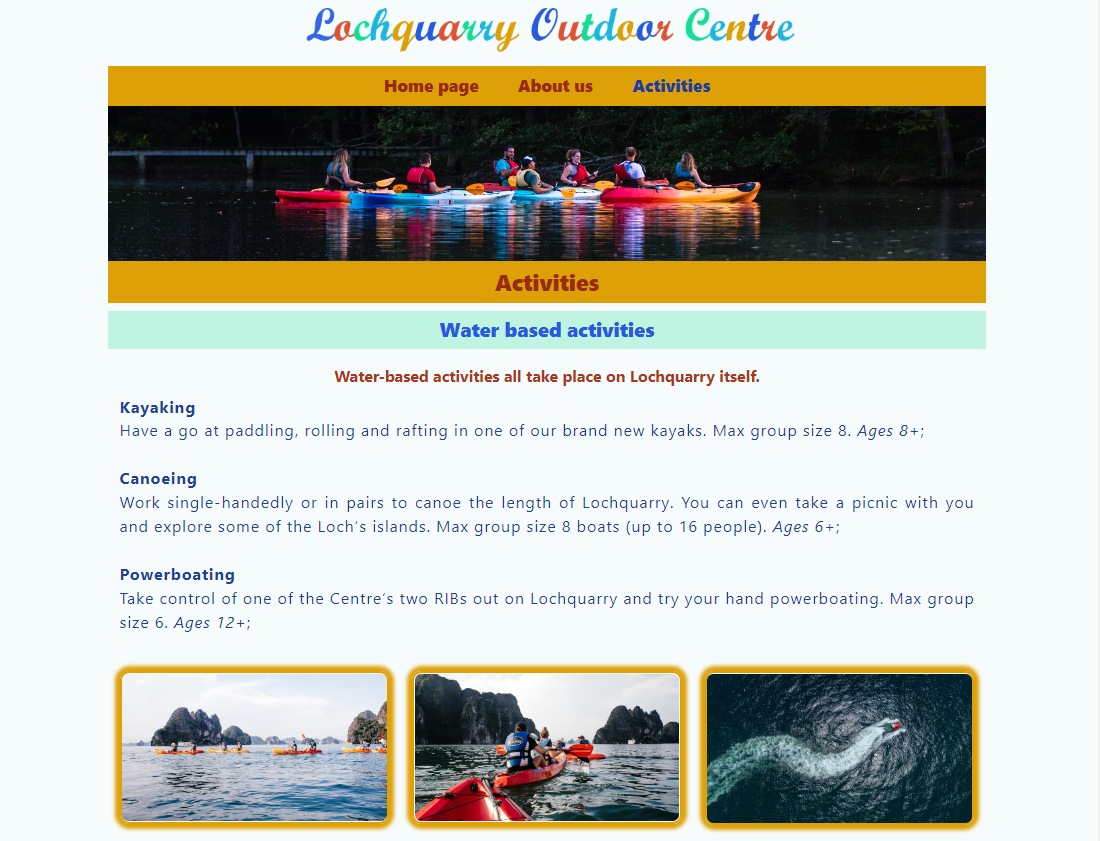 Lochquarry Outdoor Centre
Home page About us Activities
Activities
Water based activities
Water-based activities all take place on Lochquarry itself.
Kayaking
Have a go at paddling, rolling and rafting in one of our brand new kayaks. Max group size 8. Ages 8+;
Canoeing
Work single-handedly or in pairs to canoe the length of Lochquarry. You can even take a picnic with you
and explore some of the Loch's islands. Max group size 8 boats (up to 16 people). Ages 6+;
Powerboating
Take control of one of the Centre's two RIBs out on Lochquarry and try your hand powerboating. Max group
size 6. Ages 12+;